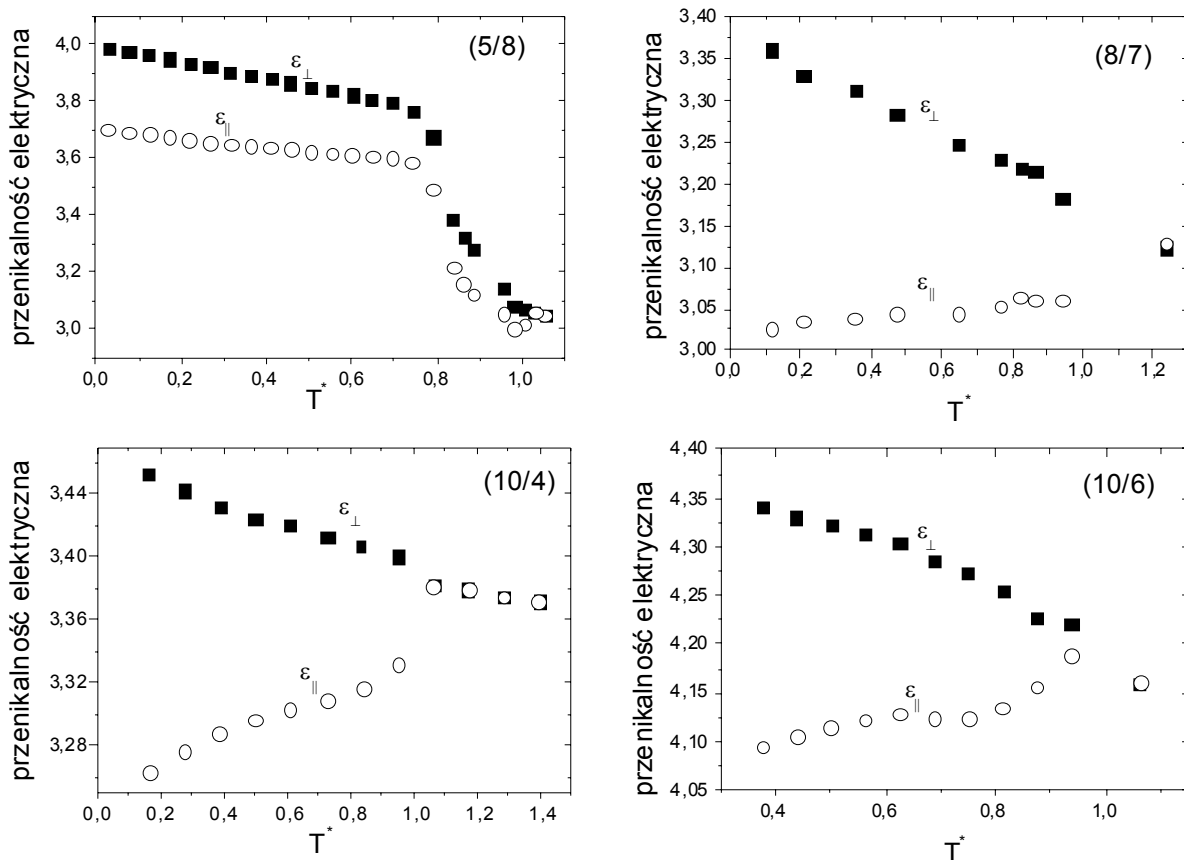 przenikalność elektryczna
4,0
3,8
3,6
3,4
3,2
3,0
(5/8)
ε⊥
ε||
0,0 0,2 0,4 0,6 0,8 1,0
T*
przenikalność elektryczna
3,40
3,35
3,30
3,25
3,20
3,15
3,10
3,05
3,00
(8/7)
ε⊥
ε||
0,0 0,2 0,4 0,6 0,8 1,0 1,2
T*
przenikalność elektryczna
3,44
3,40
3,36
3,32
3,28
(10/4)
ε⊥
ε||
0,0 0,2 0,4 0,6 0,8 1,0 1,2 1,4
T*
przenikalność elektryczna
4,40
4,35
4,30
4,25
4,20
4,15
4,10
4,05
(10/6)
ε⊥
ε||
0,4 0,6 0,8 1,0
T*